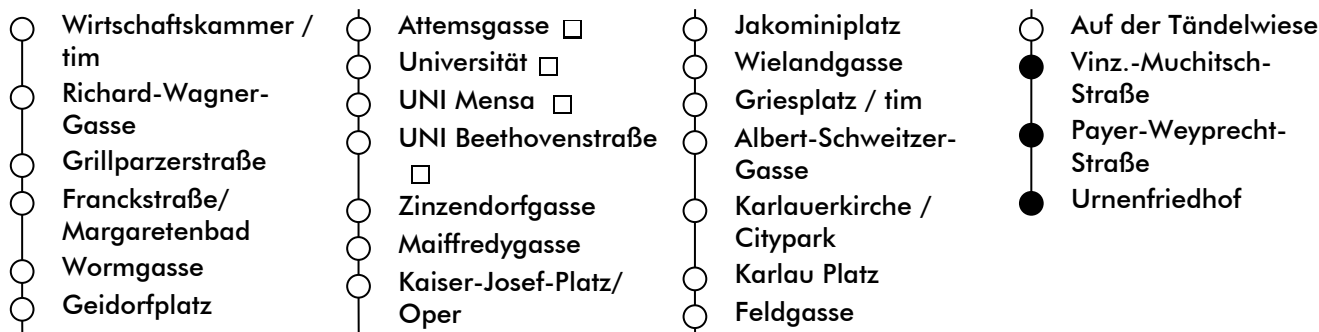 Wirtschaftskammer /
tim
Richard-Wagner-
Gasse
Grillparzerstraße
Franckstraße/
Margaretenbad
Wormgasse
Geidorfplatz
Attemsgasse
Universität
UNI Mensa
UNI Beethovenstraße
Zinzendorfgasse
Maiffredygasse
Kaiser-Josef-Platz/
Oper
Jakominiplatz
Wielandgasse
Griesplatz / tim
Albert-Schweitzer-
Gasse
Karlauerkirche /
Citypark
Karlau Platz
Feldgasse
Auf der Tändelwiese
Vinz.-Muchitsch-
Straße
Payer-Weyprecht-
Straße
Urnenfriedhof